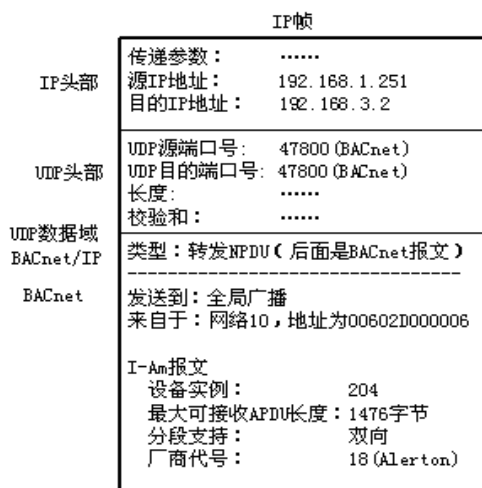 IP帧
IP头部
传递参数： ……
源IP地址： 192.168.1.251
目的IP地址： 192.168.3.2
UDP头部
UDP源端口号： 47800(BACnet)
UDP目的端口号： 47800(BACnet)
长度： ……
校验和： ……
UDP数据域
BACnet/IP
类型：转发NPDU(后面是BACnet报文)
BACnet
发送到：全局广播
来自于：网络10，地址为00602D000006
I-Am报文
设备实例： 204
最大可接收APDU长度：1476字节
分段支持： 双向
厂商代号： 18(Alerton)